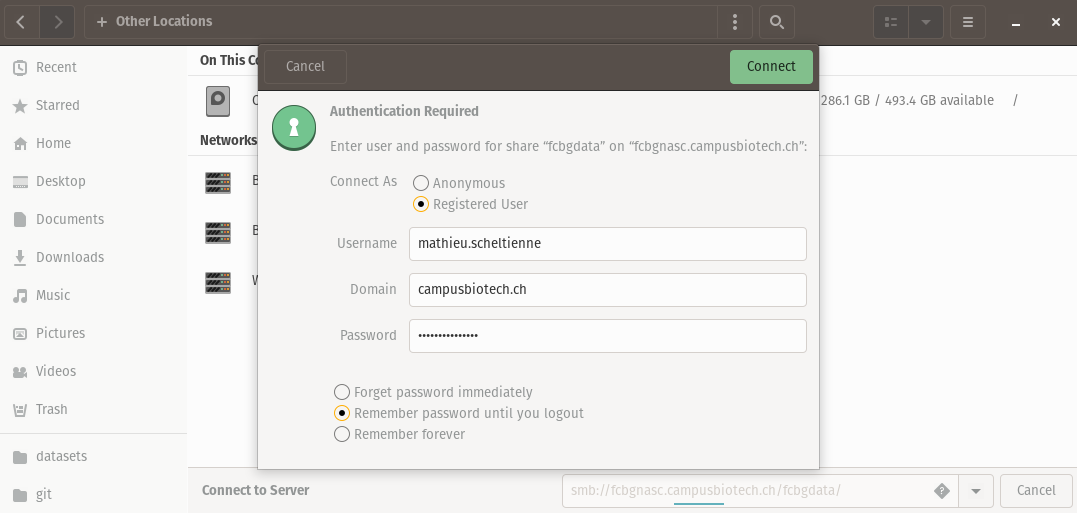 Other Locations
Recent
Starred
Home
Desktop
Documents
Downloads
Music
Pictures
Videos
Trash
datasets
git
On This Co
286.1 GB / 493.4 GB available /
Networks
Cancel
Connect
Authentication Required
Enter user and password for share “fcbgdata” on “fcbgnasc.campusbiotech.ch”:
Connect As
Anonymous
Registered User
Username
mathieu.scheltienne
Domain
campusbiotech.ch
Password
•••••••••••••••
Forget password immediately
Remember password until you logout
Remember forever
Connect to Server
smb://fcbgnasc.campusbiotech.ch/fcbgdata/
Cancel